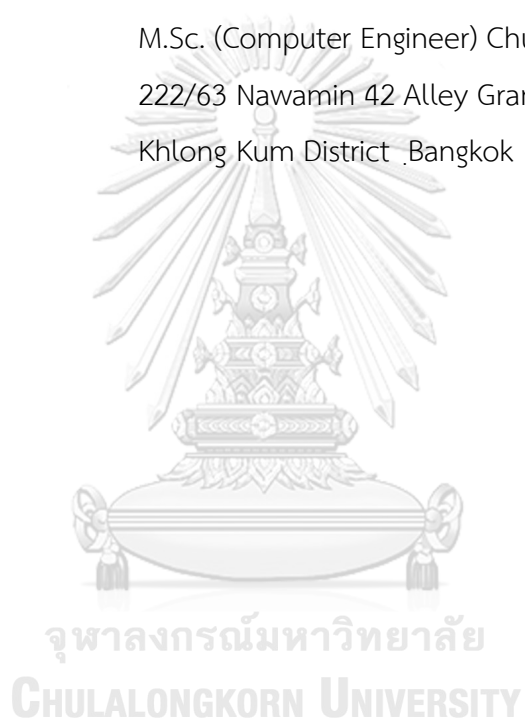 M.Sc. (Computer Engineer) Chu
222/63 Nawamin 42 Alley Gran
Khlong Kum District .Bangkok
จุฬาลงกรณ์มหาวิทยาลัย
CHULALONGKORN UNIVERSITY